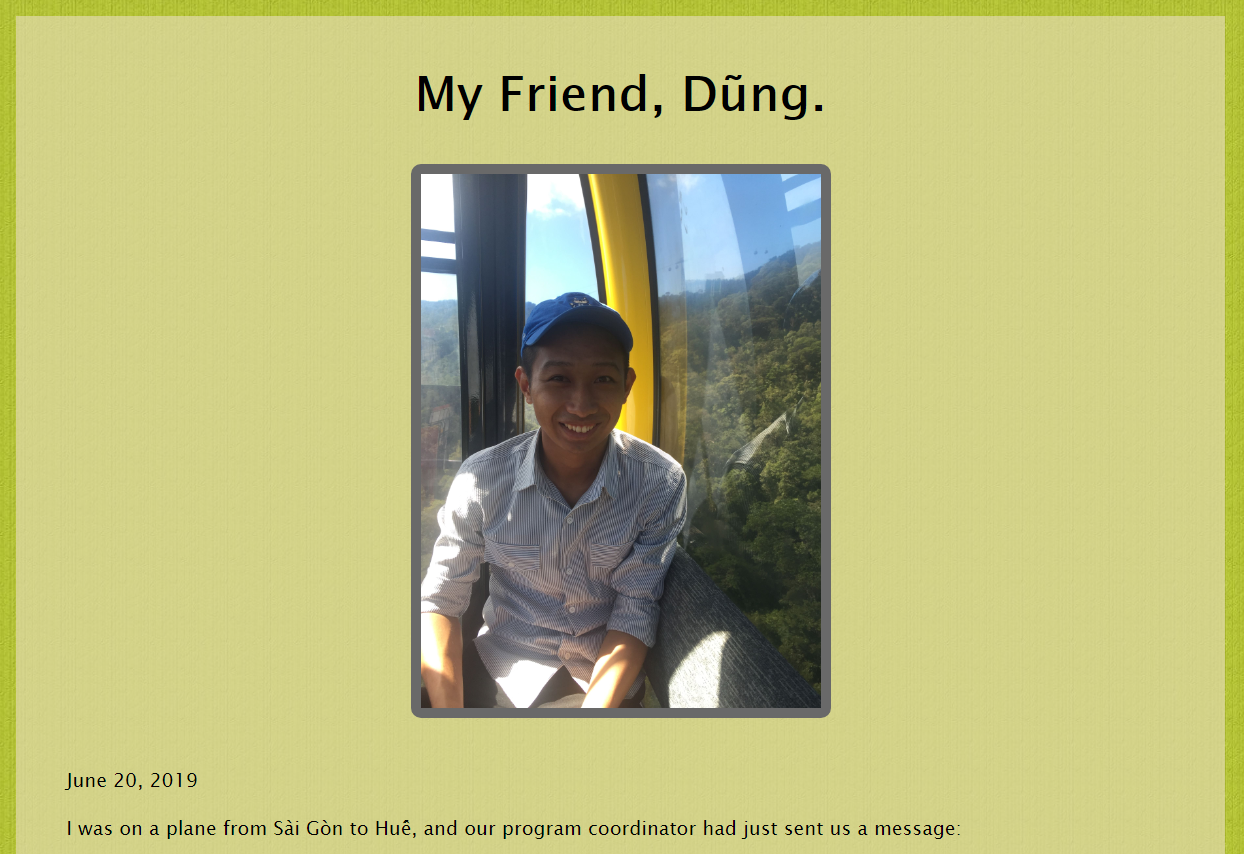 My Friend, Dũng.
June 20, 2019
I was on a plane from Sài Gòn to Huế, and our program coordinator had just sent us a message: